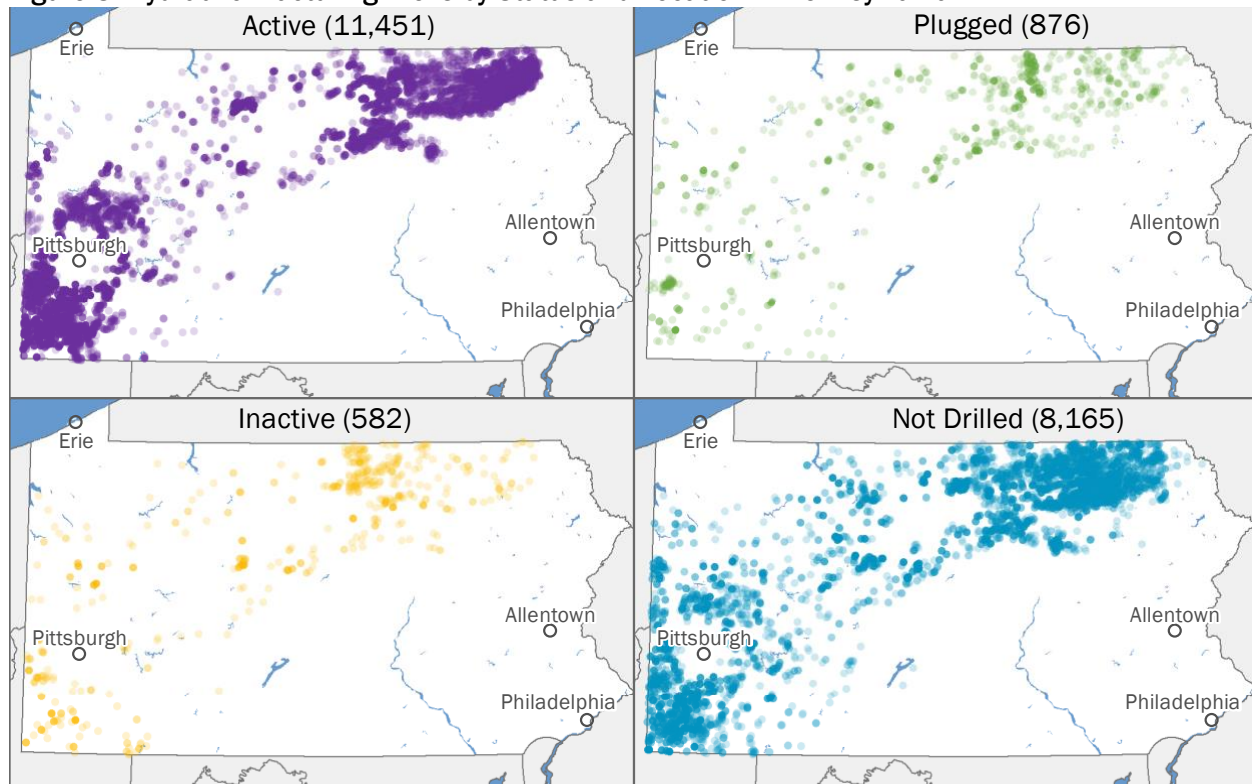 Active (11,451)
Erie
Allentown
Pittsburgh
Philadelphia
Plugged (876)
Erie
Allentown
Pittsburgh
Philadelphia
Inactive (582)
Erie
Allentown
Pittsburgh
Philadelphia
Not Drilled (8,165)
Erie
Allentown
Pittsburgh
Philadelphia